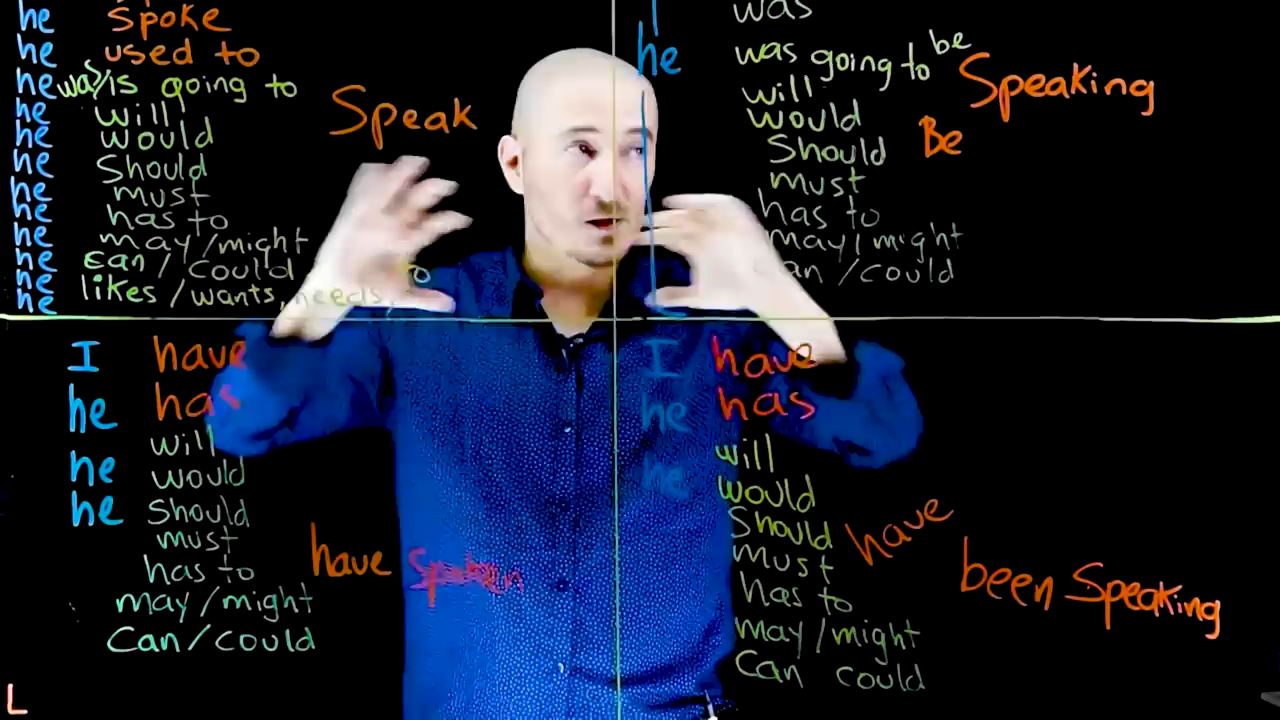 he spoke
he used to
he was/is going to
he will
he would
he Should
he must
he has to
he may/might
he can/could
he likes/wants, needs, to
Speak
I was
he was going to be
will
would
Should
must
has to
may/might
can/could
Be
Speaking
I have
he has
will
he would
he Should
must
has to
may/might
Can/could
have Spoken
I have
he has
he will
would
Should
must
has to
may/might
Can could
have
been Speaking
L